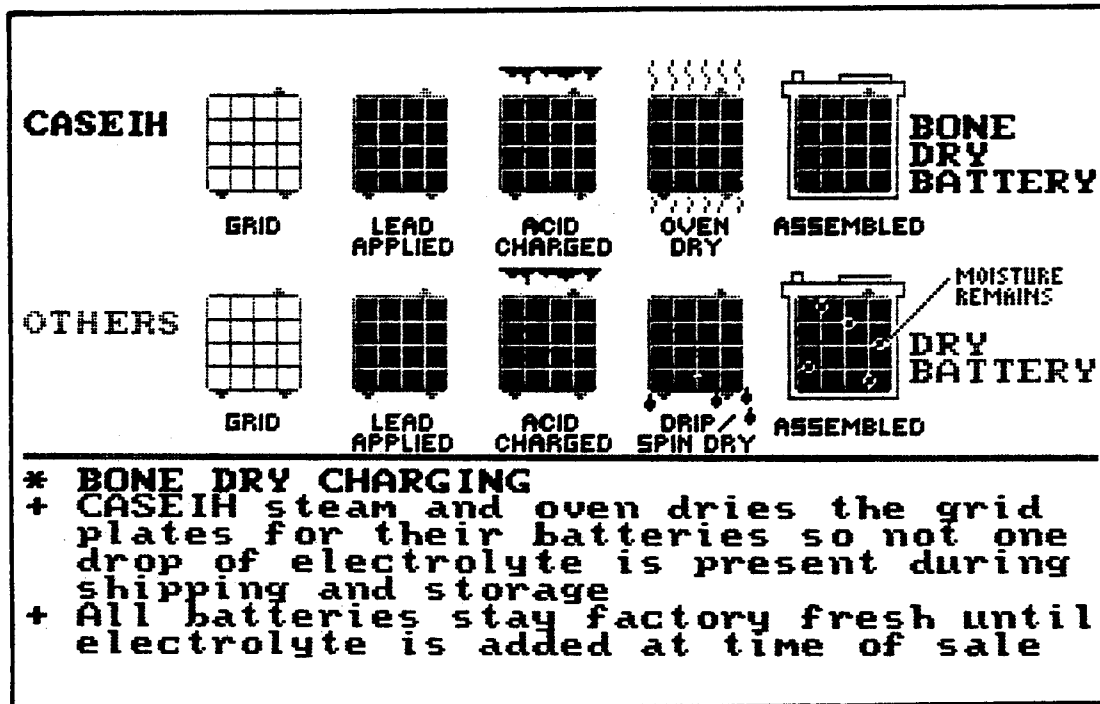 CASEIH
GRID
LEAD
APPLIED
ACID
CHARGED
OVEN
DRY
ASSEMBLED
BONE
DRY
BATTERY
OTHERS
GRID
LEAD
APPLIED
ACID
CHARGED
DRIP/
SPIN DRY
ASSEMBLED
MOISTURE
REMAINS
DRY
BATTERY
* BONE DRY CHARGING
+ CASEIH steam and oven dries the grid
plates for their batteries so not one
drop of electrolyte is present during
shipping and storage
+ All batteries stay factory fresh until
electrolyte is added at time of sale